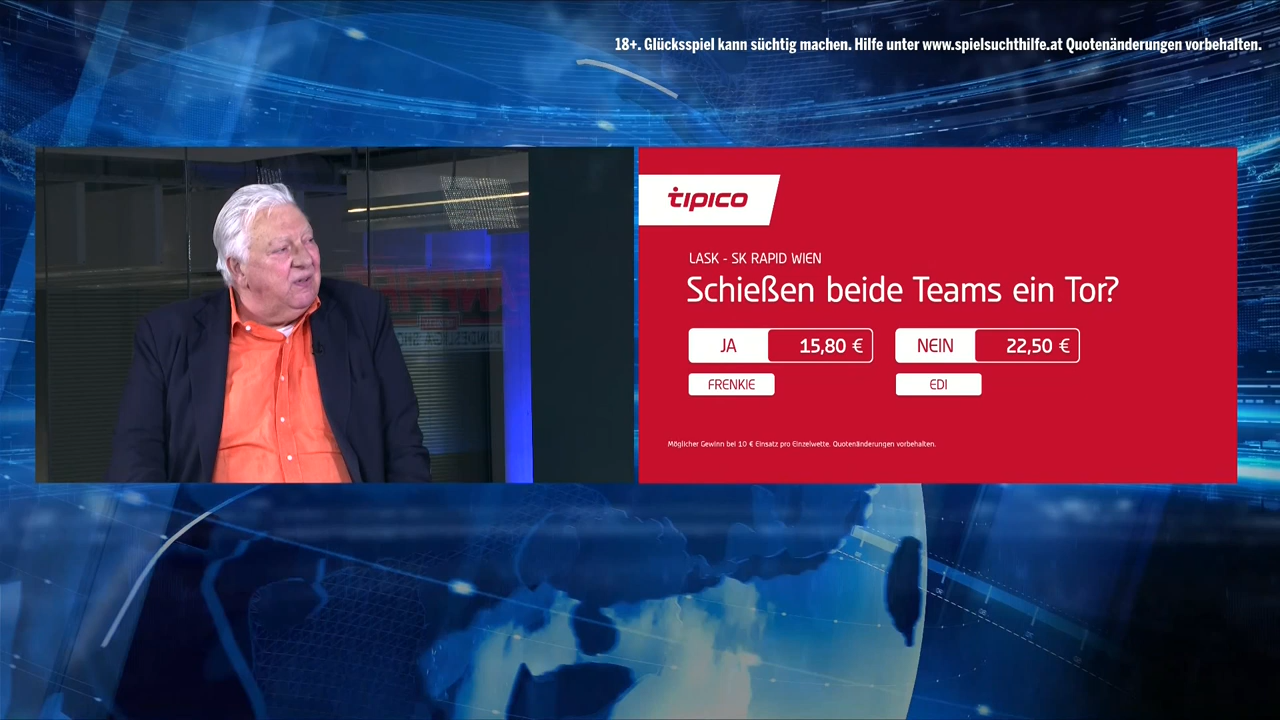 18+. Glücksspiel kann süchtig machen. Hilfe unter www.spielsuchthilfe.at Quotenänderungen vorbehalten.
tipico
LASK - SK RAPID WIEN
Schießen beide Teams ein Tor?
JA 15,80 € NEIN 22,50 €
FRENKIE EDI
Möglicher Gewinn bei 10 € Einsatz pro Einzelwette. Quotenänderungen vorbehalten.